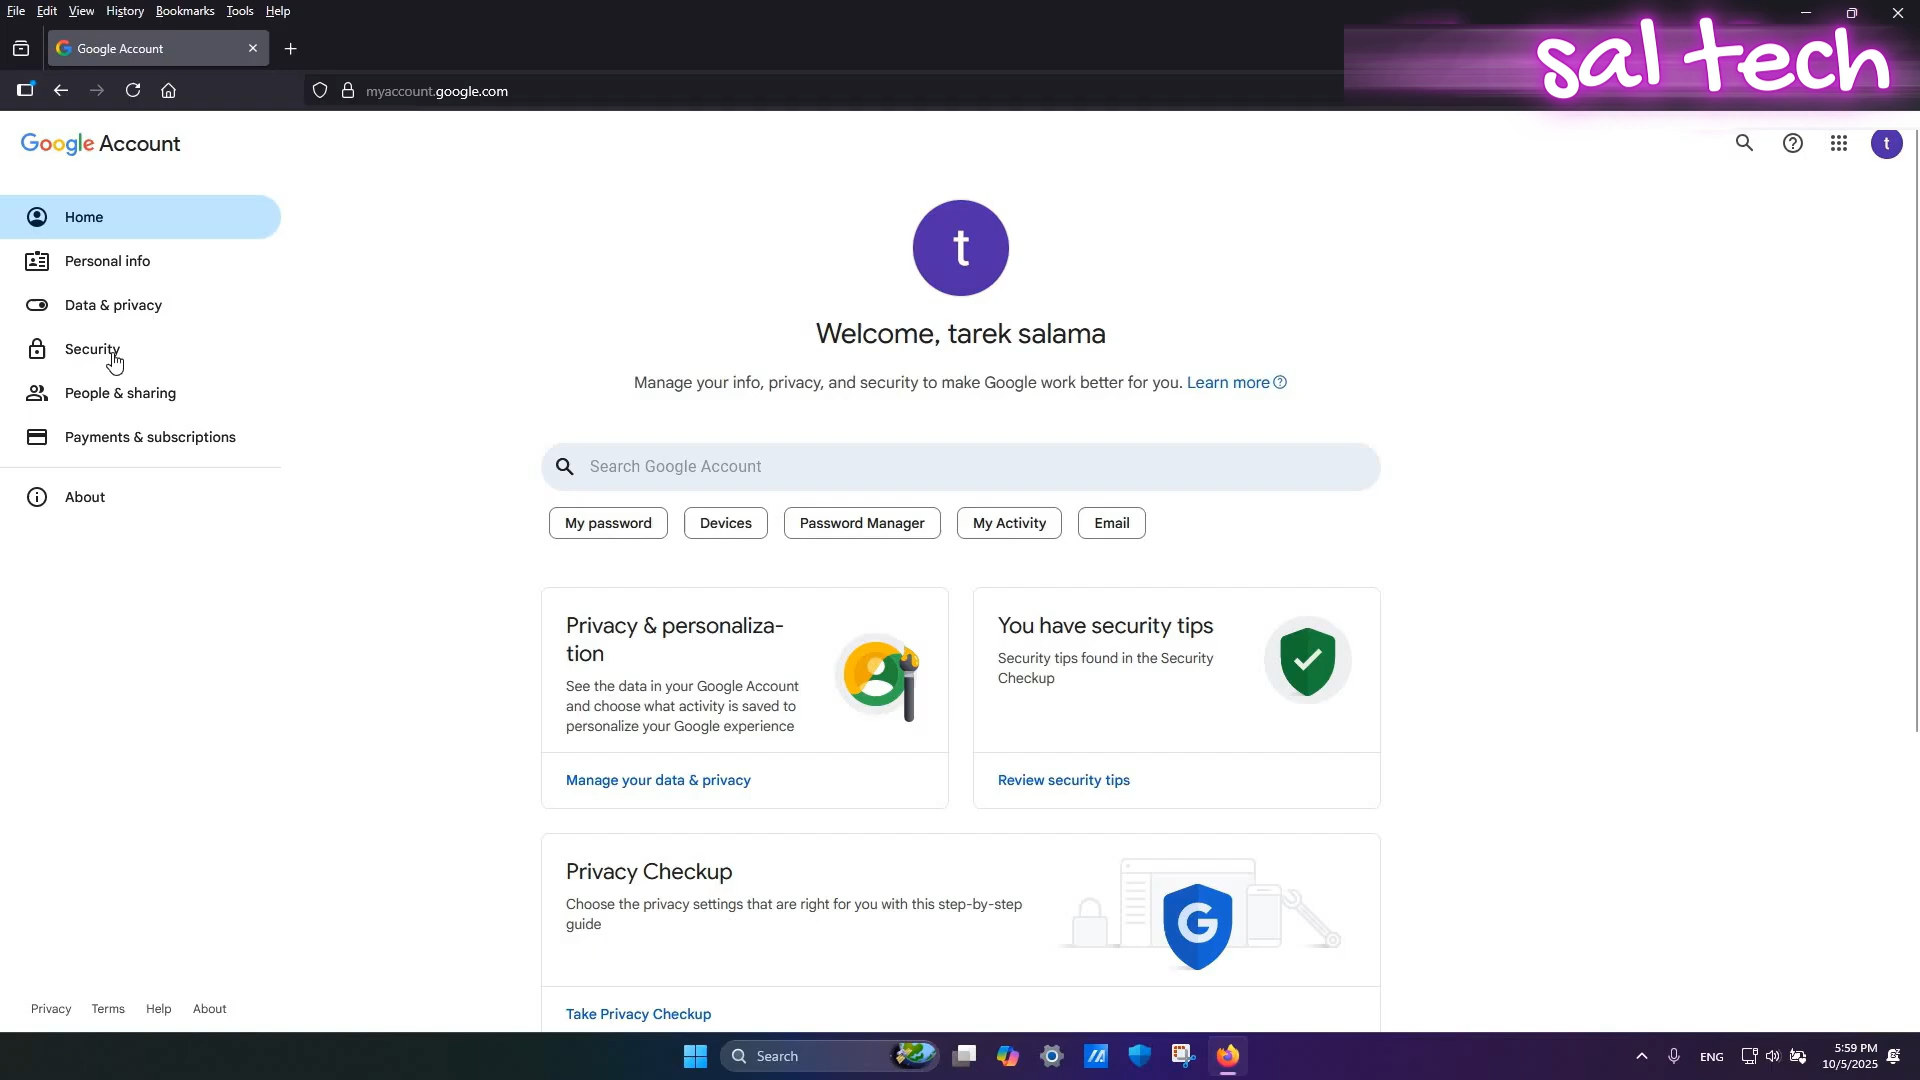 File Edit View History Bookmarks Tools Help
Google Account
sal tech
myaccount.google.com
Google Account
t
Home
Personal info
Data & privacy
Security
People & sharing
Payments & subscriptions
About
t
Welcome, tarek salama
Manage your info, privacy, and security to make Google work better for you. Learn more
Search Google Account
My password Devices Password Manager My Activity Email
Privacy & personaliza-
tion
See the data in your Google Account
and choose what activity is saved to
personalize your Google experience
Manage your data & privacy
You have security tips
Security tips found in the Security
Checkup
Review security tips
Privacy Checkup
Choose the privacy settings that are right for you with this step-by-step
guide
G
Take Privacy Checkup
Privacy Terms Help About
Search
ENG
5:59 PM
10/5/2025